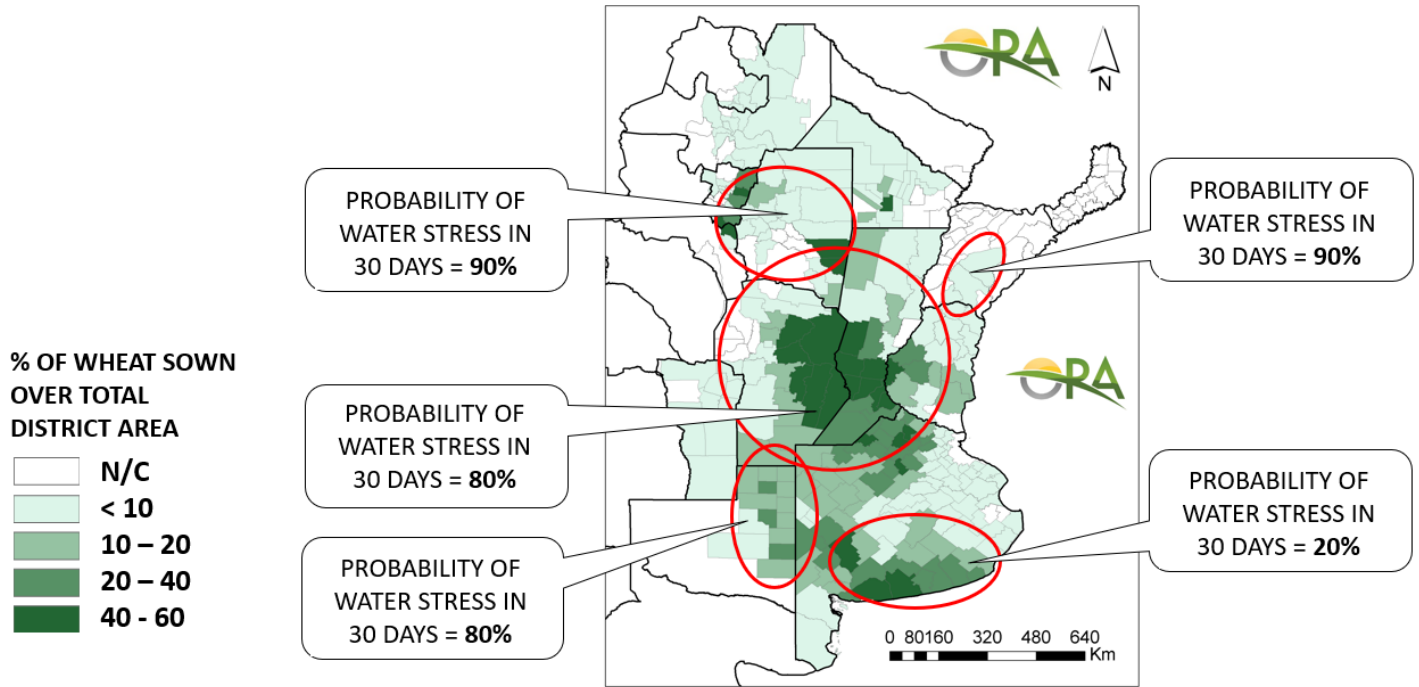 ORA
N
PROBABILITY OF
WATER STRESS IN
30 DAYS = 90%
PROBABILITY OF
WATER STRESS IN
30 DAYS = 90%
% OF WHEAT SOWN
OVER TOTAL
DISTRICT AREA
N/C
< 10
10 – 20
20 – 40
40 - 60
ORA
PROBABILITY OF
WATER STRESS IN
30 DAYS = 80%
PROBABILITY OF
WATER STRESS IN
30 DAYS = 20%
PROBABILITY OF
WATER STRESS IN
30 DAYS = 80%
0 80160 320 480 640
Km